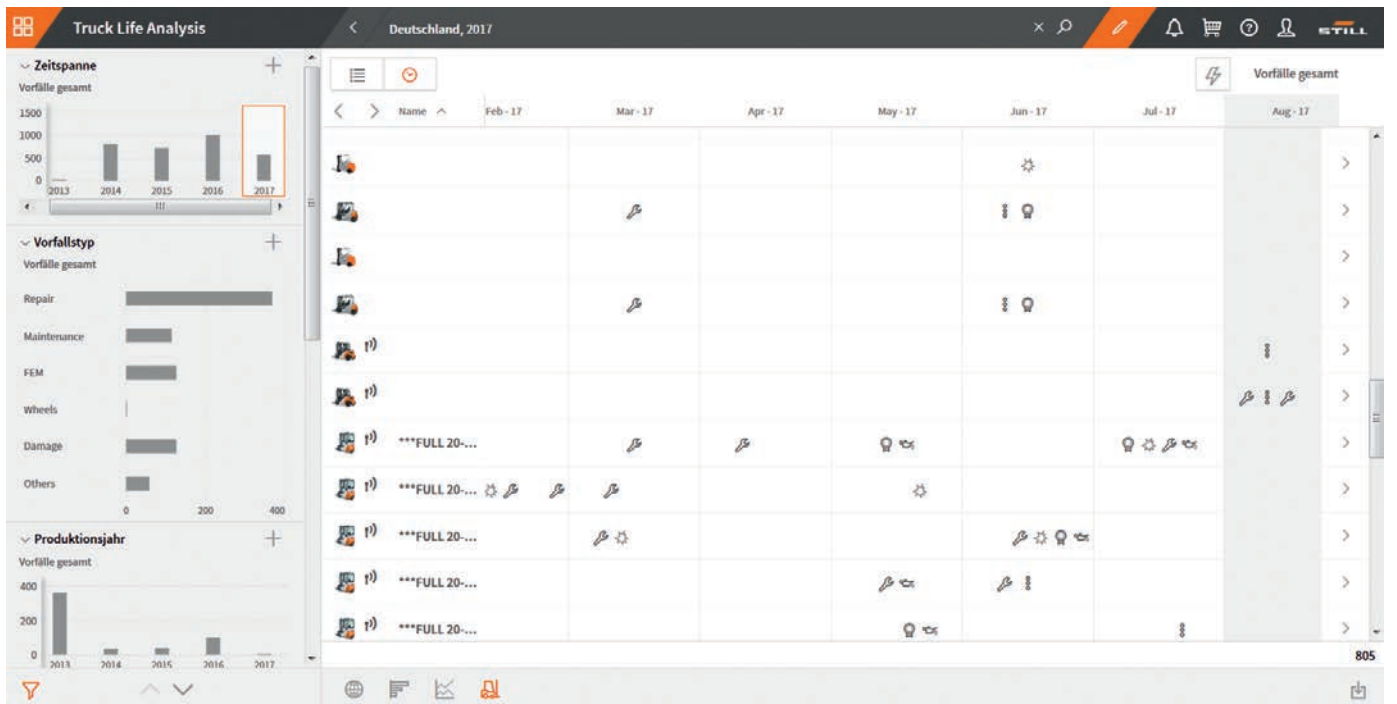 Truck Life Analysis
Deutschland, 2017
STILL
Zeitspanne
Vorfälle gesamt
1500
1000
500
0
2013 2014 2015 2016 2017
Vorfallstyp
Vorfälle gesamt
Repair
Maintenance
FEM
Wheels
Damage
Others
0 200 400
Produktionsjahr
Vorfälle gesamt
400
200
0
2013 2014 2015 2016 2017
Vorfälle gesamt
Name Feb - 17 Mar - 17 Apr - 17 May - 17 Jun - 17 Jul - 17 Aug - 17
***FULL 20-...
***FULL 20-...
***FULL 20-...
***FULL 20-...
***FULL 20-...
805